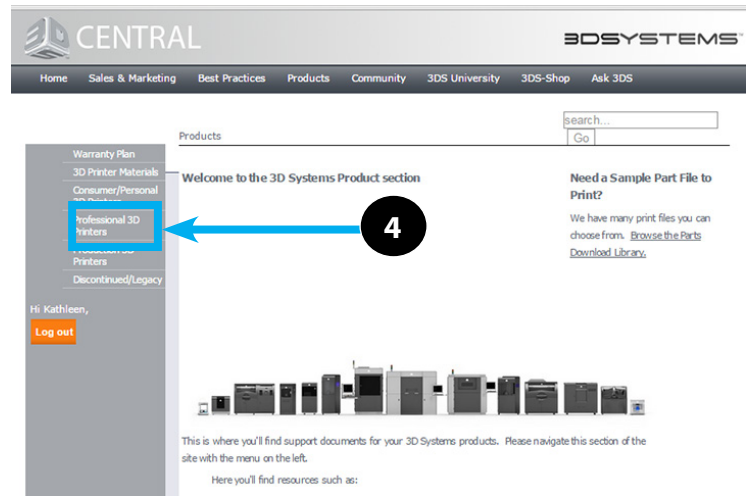 CENTRAL
3DSYSTEMS™
Home Sales & Marketing Best Practices Products Community 3DS University 3DS-Shop Ask 3DS
search...
Go
Products
Warranty Plan
3D Printer Materials
Consumer/Personal
3D Printers
Professional 3D
Printers
Production 3D
Printers
Discontinued/Legacy
Hi Kathleen,
Log out
4
Welcome to the 3D Systems Product section
Need a Sample Part File to
Print?
We have many print files you can
choose from. Browse the Parts
Download Library.
This is where you'll find support documents for your 3D Systems products. Please navigate this section of the
site with the menu on the left.
Here you'll find resources such as: